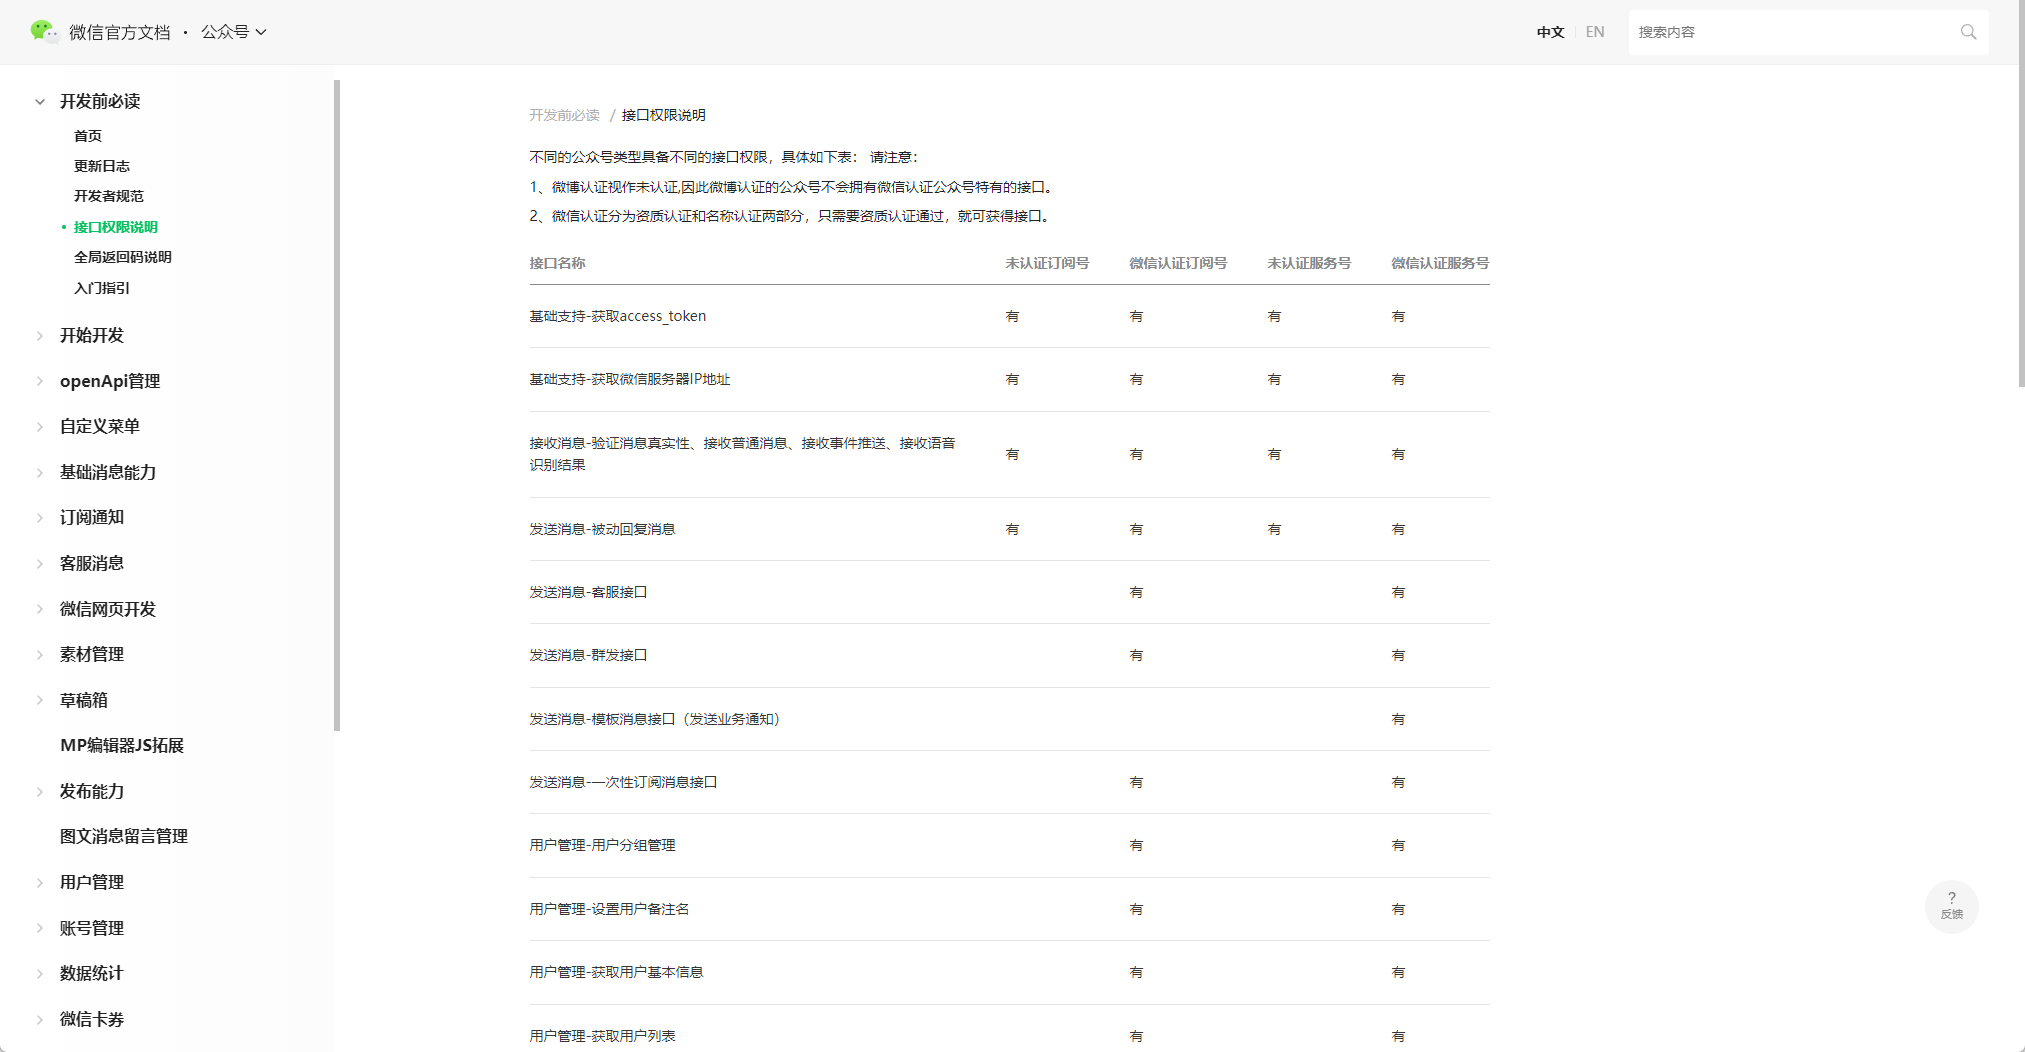 微信官方文档 · 公众号
中文 EN 搜索内容
开发前必读
首页
更新日志
开发者规范
• 接口权限说明
全局返回码说明
入门指引
开始开发
openApi管理
自定义菜单
基础消息能力
订阅通知
客服消息
微信网页开发
素材管理
草稿箱
MP编辑器JS拓展
发布能力
图文消息留言管理
用户管理
账号管理
数据统计
微信卡券
开发前必读 / 接口权限说明
不同的公众号类型具备不同的接口权限，具体如下表： 请注意：
1、微博认证视作未认证,因此微博认证的公众号不会拥有微信认证公众号特有的接口。
2、微信认证分为资质认证和名称认证两部分，只需要资质认证通过，就可获得接口。
接口名称 未认证订阅号 微信认证订阅号 未认证服务号 微信认证服务号
基础支持-获取access_token 有 有 有 有
基础支持-获取微信服务器IP地址 有 有 有 有
接收消息-验证消息真实性、接收普通消息、接收事件推送、接收语音
识别结果 有 有 有 有
发送消息-被动回复消息 有 有 有 有
发送消息-客服接口 有 有
发送消息-群发接口 有 有
发送消息-模板消息接口（发送业务通知） 有
发送消息-一次性订阅消息接口 有 有
用户管理-用户分组管理 有 有
用户管理-设置用户备注名 有 有
用户管理-获取用户基本信息 有 有
用户管理-获取用户列表 有 有
?
反馈